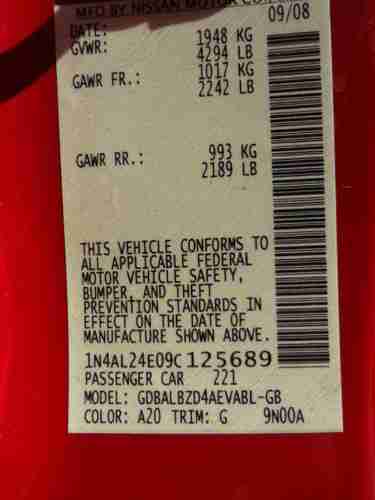 MFD BY NISSAN MOTOR CO
DATE: 09/08
GVWR: 1948 KG
4294 LB
GAWR FR.: 1017 KG
2242 LB
GAWR RR.: 993 KG
2189 LB
THIS VEHICLE CONFORMS TO
ALL APPLICABLE FEDERAL
MOTOR VEHICLE SAFETY,
BUMPER, AND THEFT
PREVENTION STANDARDS IN
EFFECT ON THE DATE OF
MANUFACTURE SHOWN ABOVE.
1N4AL24E09C125689
PASSENGER CAR 221
MODEL: GDBALBZD4AEVABL-GB
COLOR: A20 TRIM: G 9N00A